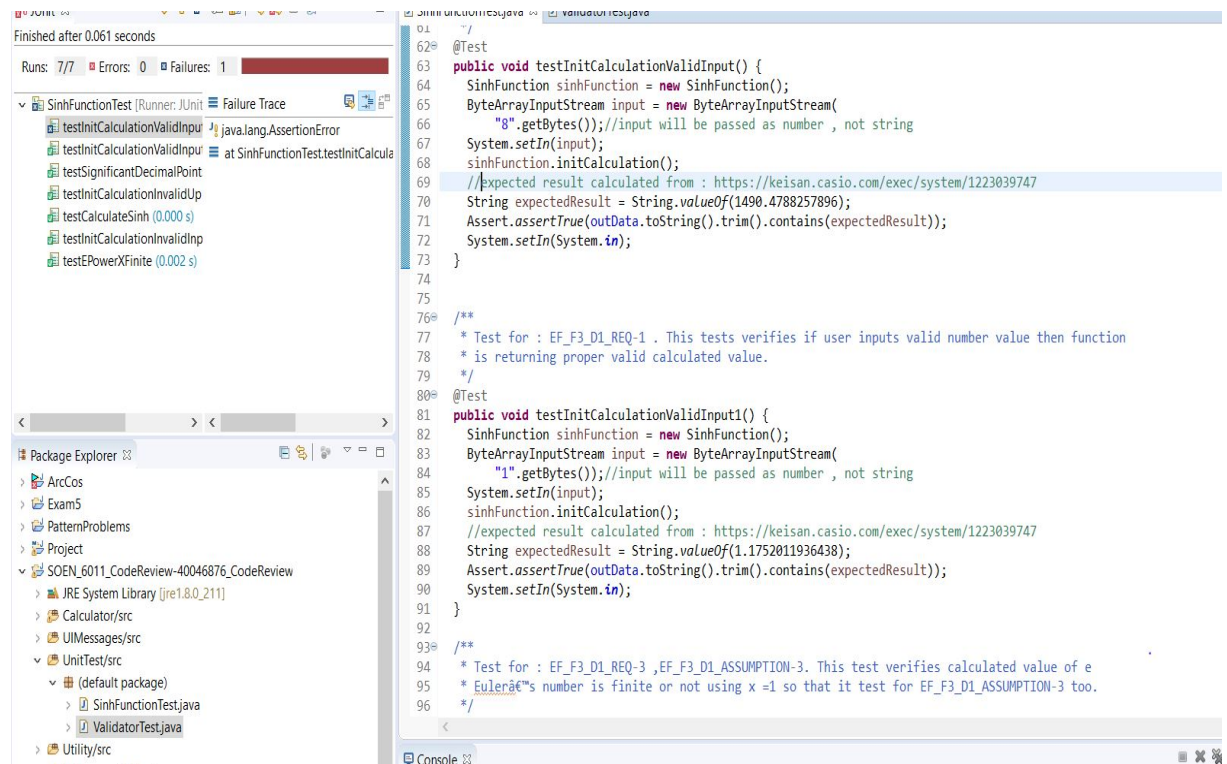 Finished after 0.061 seconds
Runs: 7/7 Errors: 0 Failures: 1
SinhFunctionTest [Runner: JUnit
testInitCalculationValidInpu
testInitCalculationValidInpu
testSignificantDecimalPoint
testInitCalculationInvalidUp
testCalculateSinh (0.000 s)
testInitCalculationInvalidInp
testEPowerXFinite (0.002 s)
Failure Trace
java.lang.AssertionError
at SinhFunctionTest.testInitCalcula
Package Explorer
ArcCos
Exam5
PatternProblems
Project
SOEN_6011_CodeReview-40046876_CodeReview
JRE System Library [jre1.8.0_211]
Calculator/src
UIMessages/src
UnitTest/src
(default package)
SinhFunctionTest.java
ValidatorTest.java
Utility/src
SinhFunctionTest.java ValidatorTest.java
61 */
62 @Test
63 public void testInitCalculationValidInput() {
64 SinhFunction sinhFunction = new SinhFunction();
65 ByteArrayInputStream input = new ByteArrayInputStream(
66 "8".getBytes());//input will be passed as number , not string
67 System.setIn(input);
68 sinhFunction.initCalculation();
69 //expected result calculated from : https://keisan.casio.com/exec/system/1223039747
70 String expectedResult = String.valueOf(1490.4788257896);
71 Assert.assertTrue(outData.toString().trim().contains(expectedResult));
72 System.setIn(System.in);
73 }
74
75
76 /**
77 * Test for : EF_F3_D1_REQ-1 . This tests verifies if user inputs valid number value then function
78 * is returning proper valid calculated value.
79 */
80 @Test
81 public void testInitCalculationValidInput1() {
82 SinhFunction sinhFunction = new SinhFunction();
83 ByteArrayInputStream input = new ByteArrayInputStream(
84 "1".getBytes());//input will be passed as number , not string
85 System.setIn(input);
86 sinhFunction.initCalculation();
87 //expected result calculated from : https://keisan.casio.com/exec/system/1223039747
88 String expectedResult = String.valueOf(1.1752011936438);
89 Assert.assertTrue(outData.toString().trim().contains(expectedResult));
90 System.setIn(System.in);
91 }
92
93 /**
94 * Test for : EF_F3_D1_REQ-3 ,EF_F3_D1_ASSUMPTION-3. This test verifies calculated value of e
95 * Eulerâ€™s number is finite or not using x =1 so that it test for EF_F3_D1_ASSUMPTION-3 too.
96 */
Console